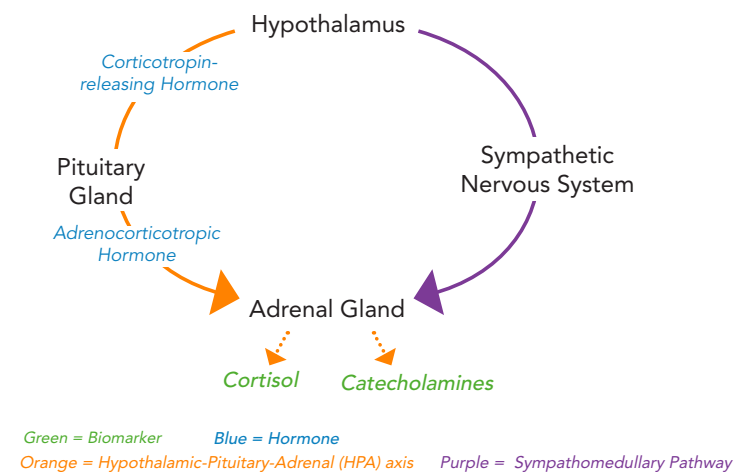 Hypothalamus
Corticotropin-
releasing Hormone
Sympathetic
Nervous System
Pituitary
Gland
Adrenocorticotropic
Hormone
Adrenal Gland
Cortisol
Catecholamines
Green = Biomarker
Blue = Hormone
Orange = Hypothalamic-Pituitary-Adrenal (HPA) axis
Purple = Sympathomedullary Pathway